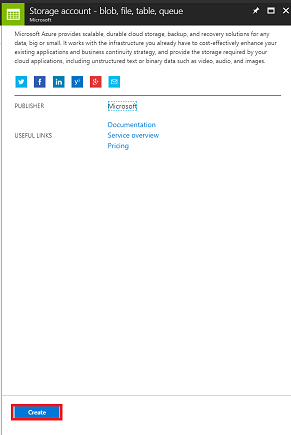 Storage account - blob, file, table, queue
Microsoft
Microsoft Azure provides scalable, durable cloud storage, backup, and recovery solutions for any
data, big or small. It works with the infrastructure you already have to cost-effectively enhance your
existing applications and business continuity strategy, and provide the storage required by your
cloud applications, including unstructured text or binary data such as video, audio, and images.
PUBLISHER
Microsoft
USEFUL LINKS
Documentation
Service overview
Pricing
Create